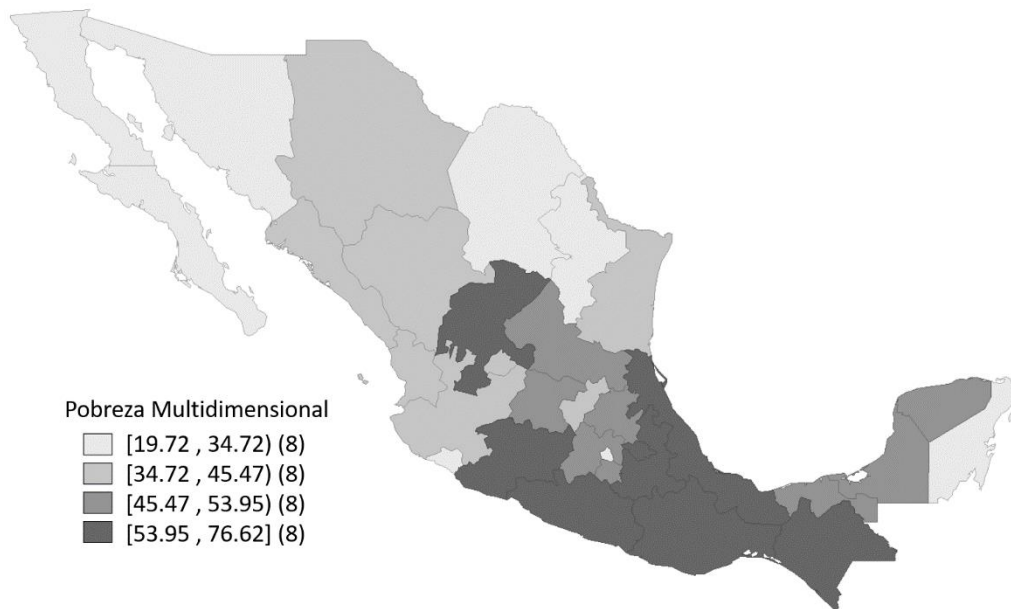 Pobreza Multidimensional
[19.72 , 34.72) (8)
[34.72 , 45.47) (8)
[45.47 , 53.95) (8)
[53.95 , 76.62] (8)